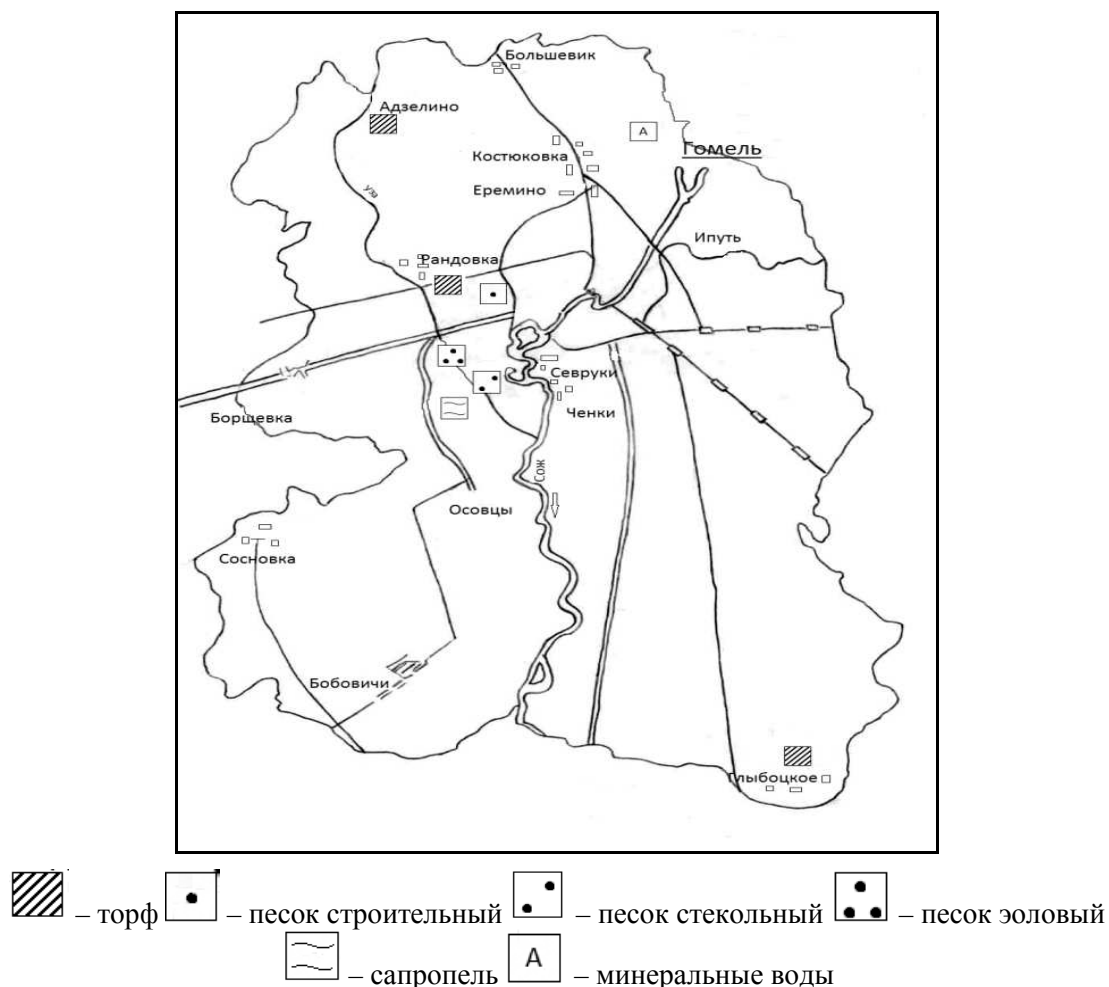 Большевик
Адзелино
А
Костюковка
Гомель
Еремино
уза
Ипуть
Рандовка
Севруки
Борщевка
Ченки
Сож
Осовцы
Сосновка
Бобовичи
Глыбоцкое
– торф – песок строительный – песок стекольный – песок эоловый
– сапропель А – минеральные воды